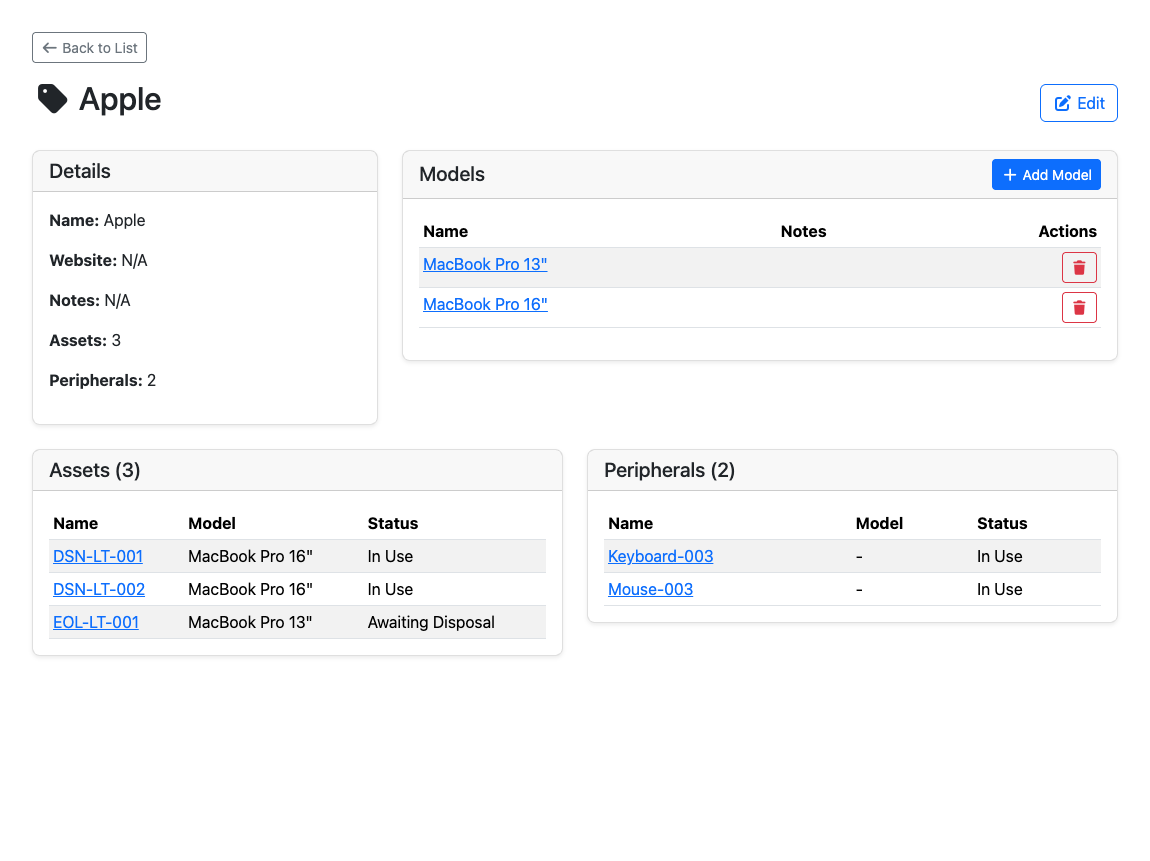 Back to List
Apple
Edit
Details
Name: Apple
Website: N/A
Notes: N/A
Assets: 3
Peripherals: 2
Models
Add Model
Name Notes Actions
MacBook Pro 13"
MacBook Pro 16"
Assets (3)
Name Model Status
DSN-LT-001 MacBook Pro 16" In Use
DSN-LT-002 MacBook Pro 16" In Use
EOL-LT-001 MacBook Pro 13" Awaiting Disposal
Peripherals (2)
Name Model Status
Keyboard-003 - In Use
Mouse-003 - In Use